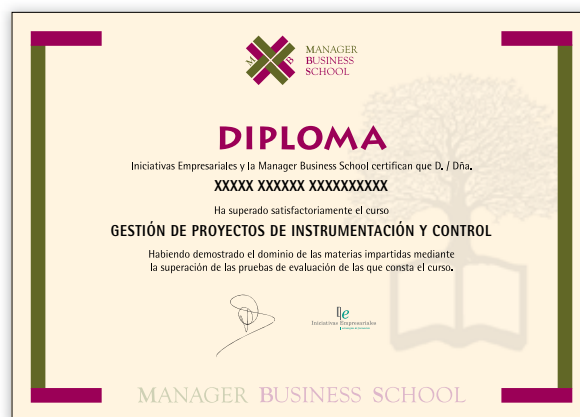 M B
MANAGER
BUSINESS
SCHOOL
DIPLOMA
Iniciativas Empresariales y la Manager Business School certifican que D. / Dña.
XXXXX XXXXXX XXXXXXXXXX
Ha superado satisfactoriamente el curso
GESTIÓN DE PROYECTOS DE INSTRUMENTACIÓN Y CONTROL
Habiendo demostrado el dominio de las materias impartidas mediante
la superación de las pruebas de evaluación de las que consta el curso.
Ie
Iniciativas Empresariales
MANAGER BUSINESS SCHOOL